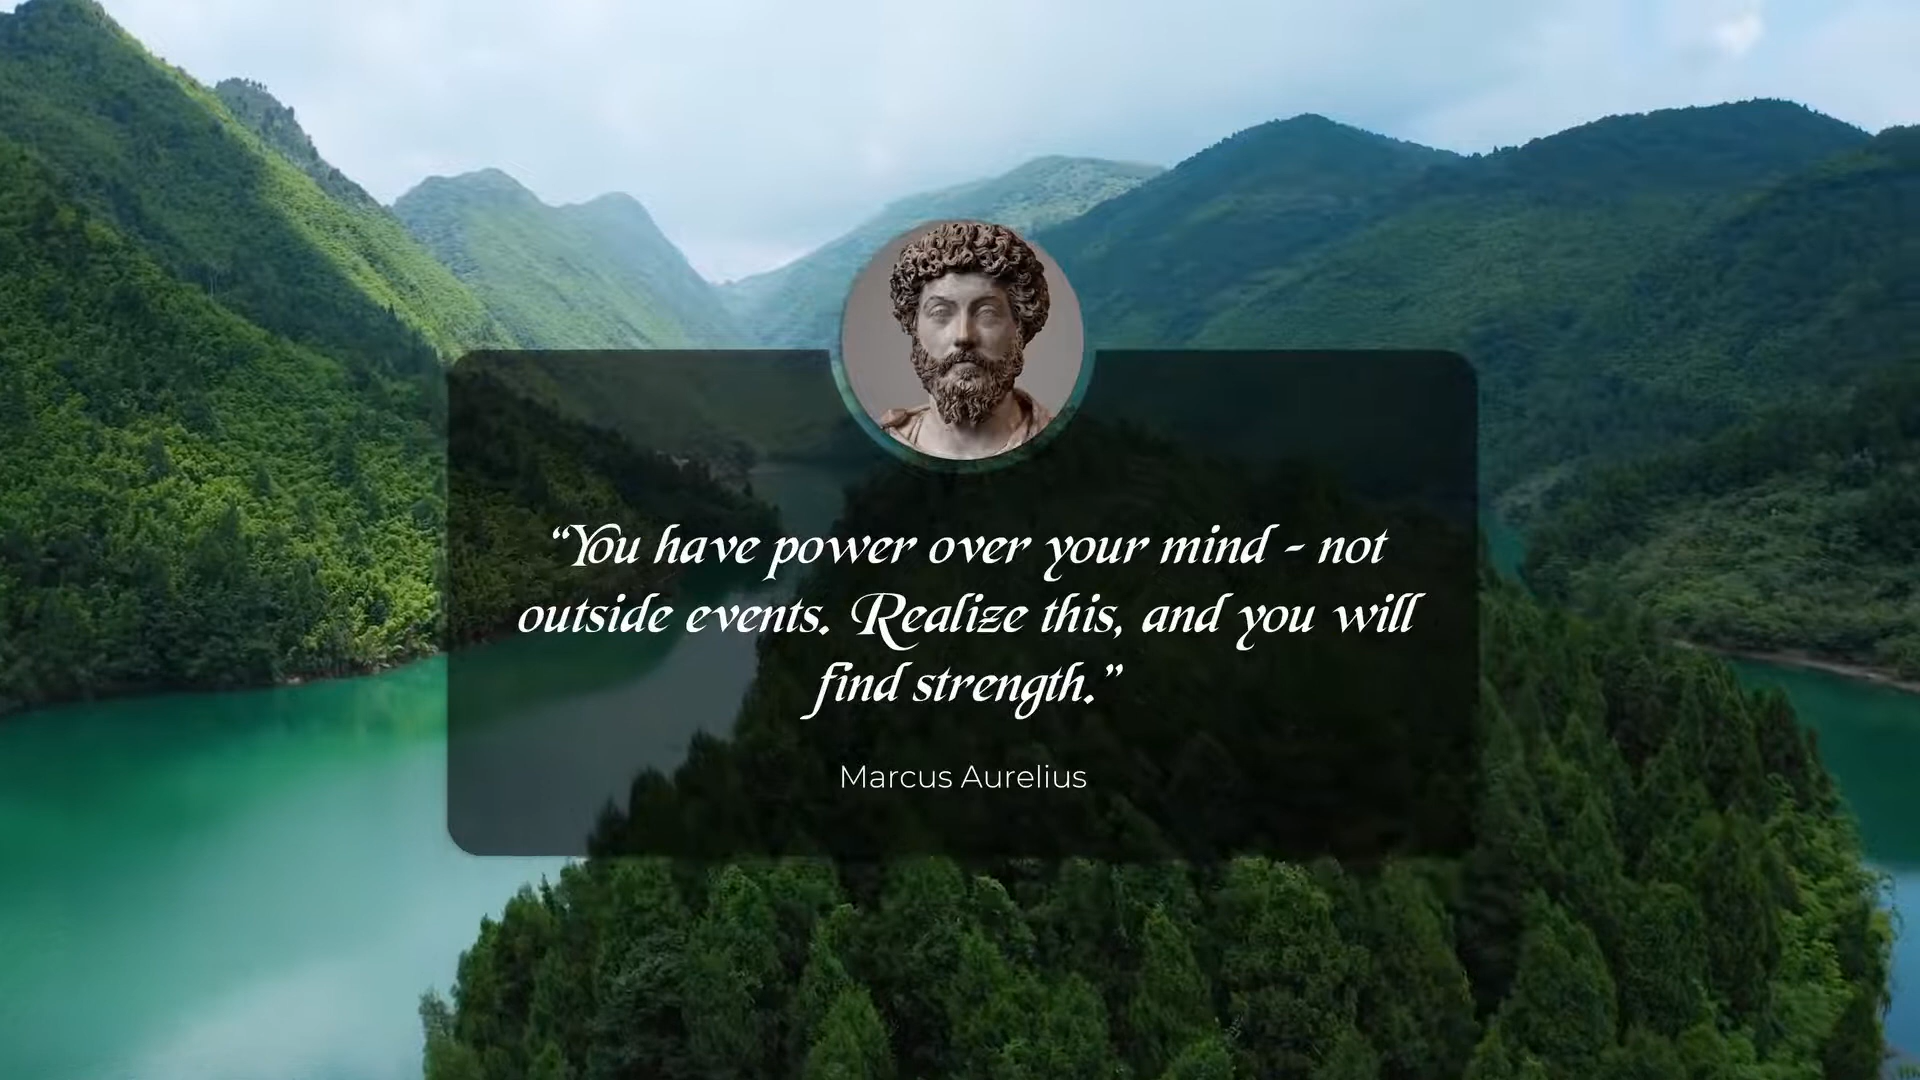 “You have power over your mind - not
outside events. Realize this, and you will
find strength.”
Marcus Aurelius